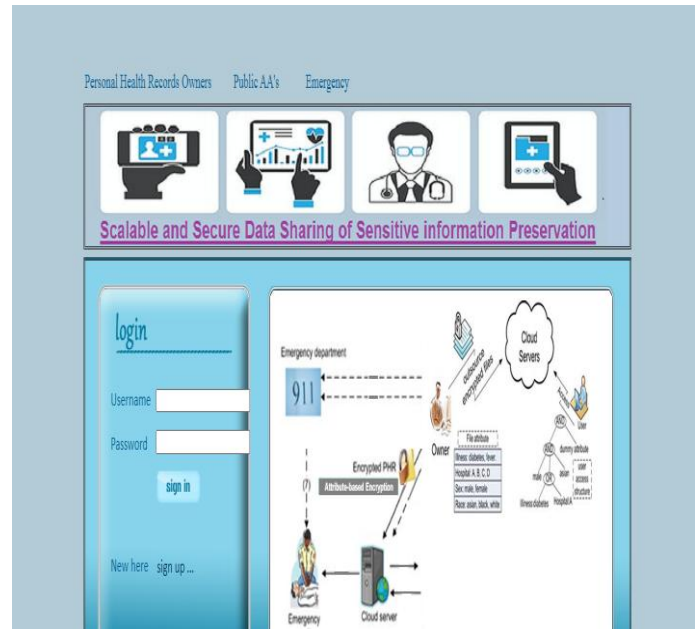 Personal Health Records Owners Public AA's Emergency
Scalable and Secure Data Sharing of Sensitive information Preservation
login
Username
Password
sign in
New here sign up ...
Emergency department
911
outsource
encrypted files
Cloud
Servers
Access
User
Owner
File attribute
Illness: diabetes, fever.
Hospital: A, B, C, D
Sex: male, female
Race: asian, black, white
AND
AND dummy attribute
male OR asian
user
access
structure
Illness:diabetes Hospital:A
Encrypted PHR
Attribute-based Encryption
(7)
Emergency
Cloud server